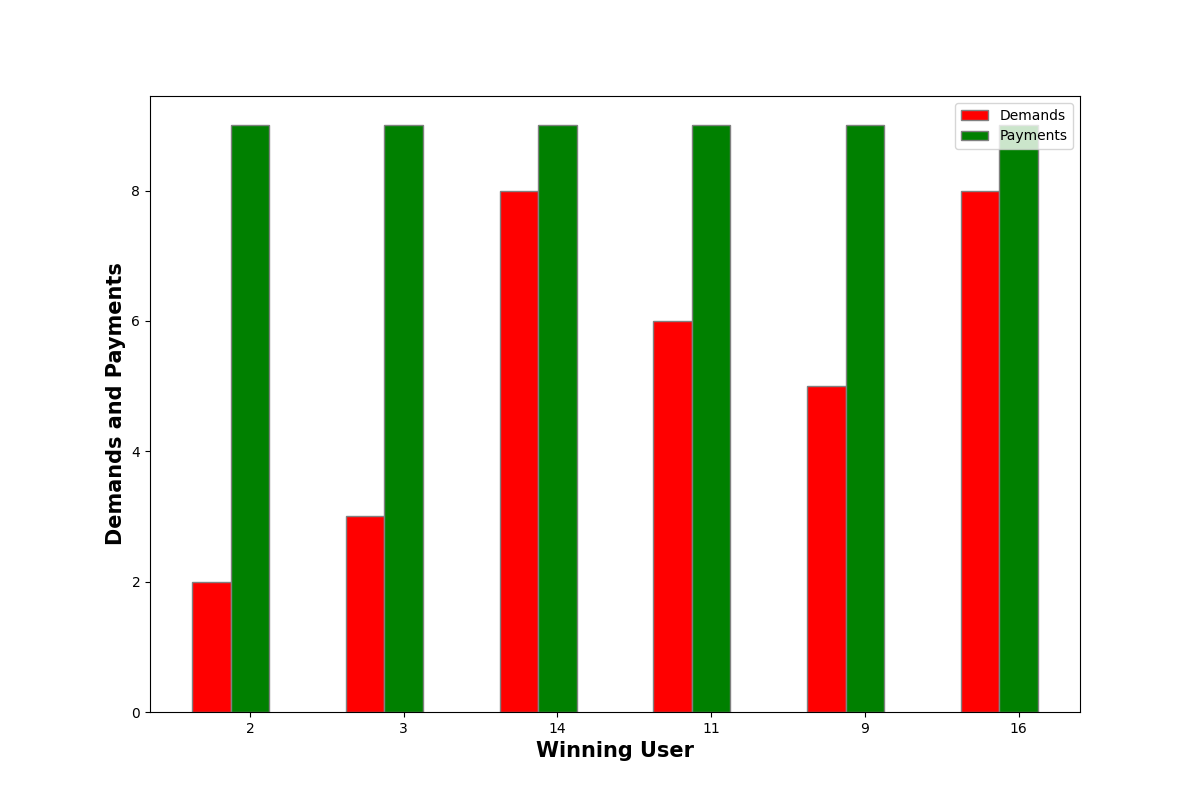 Demands
Payments
Demands and Payments
8
6
4
2
0
2 3 14 11 9 16
Winning User